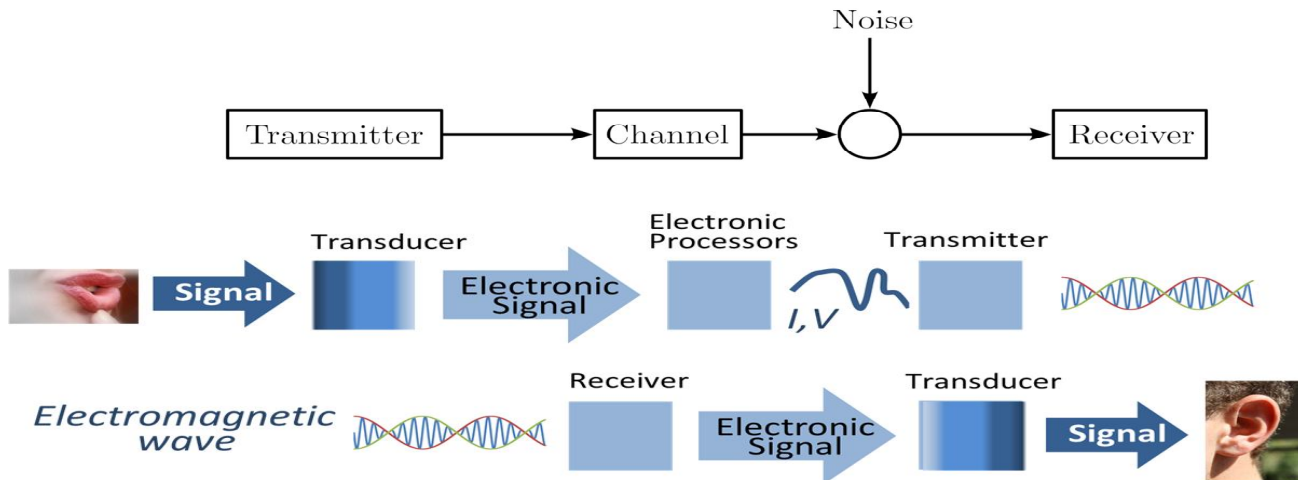 Noise
Transmitter
Channel
Receiver
Transducer
Electronic
Processors
Transmitter
Signal
Electronic
Signal
I, V
Electromagnetic
wave
Receiver
Electronic
Signal
Transducer
Signal